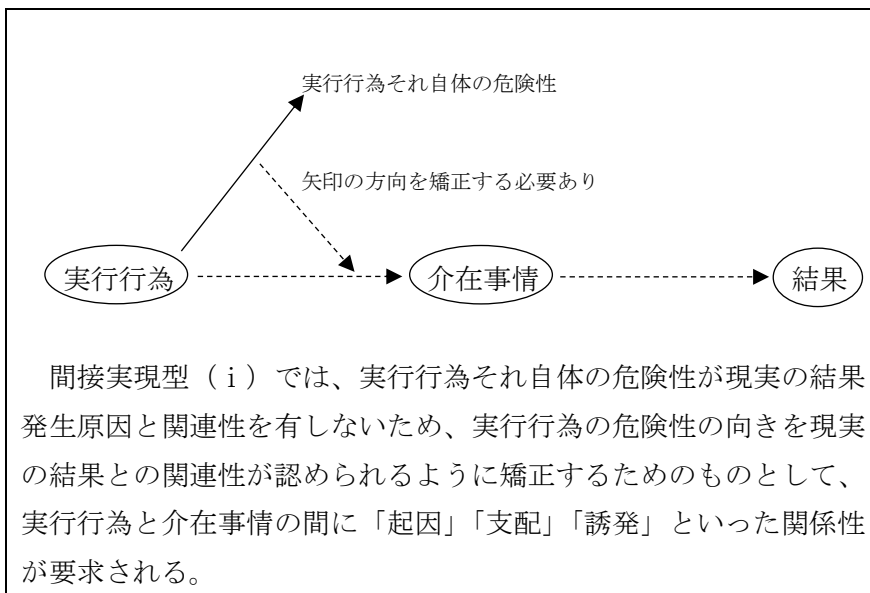 実行行為それ自体の危険性
矢印の方向を矯正する必要あり
実行行為 介在事情 結果
間接実現型（ⅰ）では、実行行為それ自体の危険性が現実の結果
発生原因と関連性を有しないため、実行行為の危険性の向きを現実
の結果との関連性が認められるように矯正するためのものとして、
実行行為と介在事情の間に「起因」「支配」「誘発」といった関係性
が要求される。